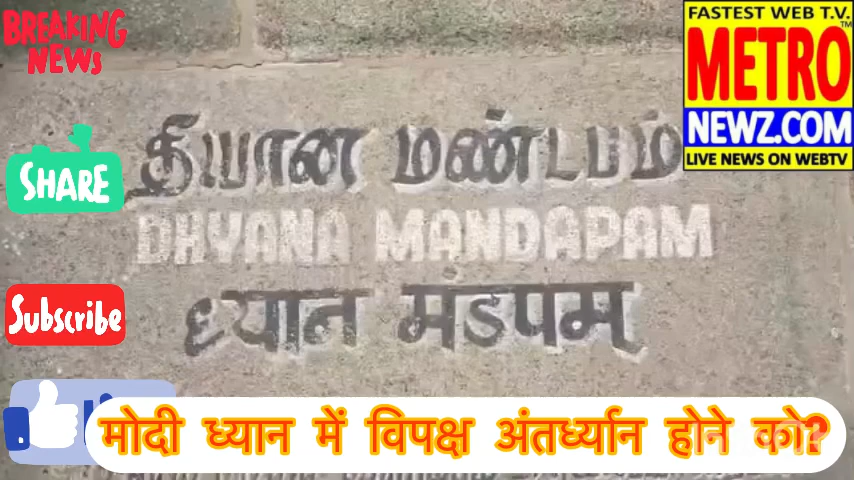 BREAKING
NEWS
FASTEST WEB T.V.
METRO
TM
NEWZ.COM
LIVE NEWS ON WEBTV
SHARE
தியான மண்டபம்
DHYANA MANDAPAM
ध्यान मंडपम्
Subscribe
मोदी ध्यान में विपक्ष अंतर्ध्यान होने को?